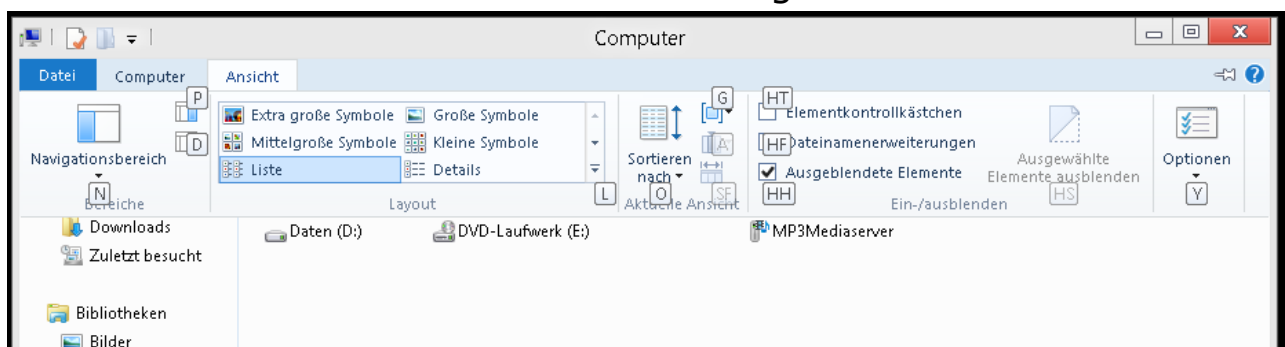 Computer
Datei Computer Ansicht
P
G
HT
Extra große Symbole Große Symbole
Elementkontrollkästchen
D
Mittelgroße Symbole Kleine Symbole
A
HF Dateinamenerweiterungen
Navigationsbereich
Liste Details
Sortieren nach
Ausgeblendete Elemente
Ausgewählte Elemente ausblenden
Optionen
N
L
O
SF
HH
HS
Y
Bereiche Layout Aktuelle Ansicht Ein-/ausblenden
Downloads Daten (D:) DVD-Laufwerk (E:) MP3Mediaserver
Zuletzt besucht
Bibliotheken
Bilder